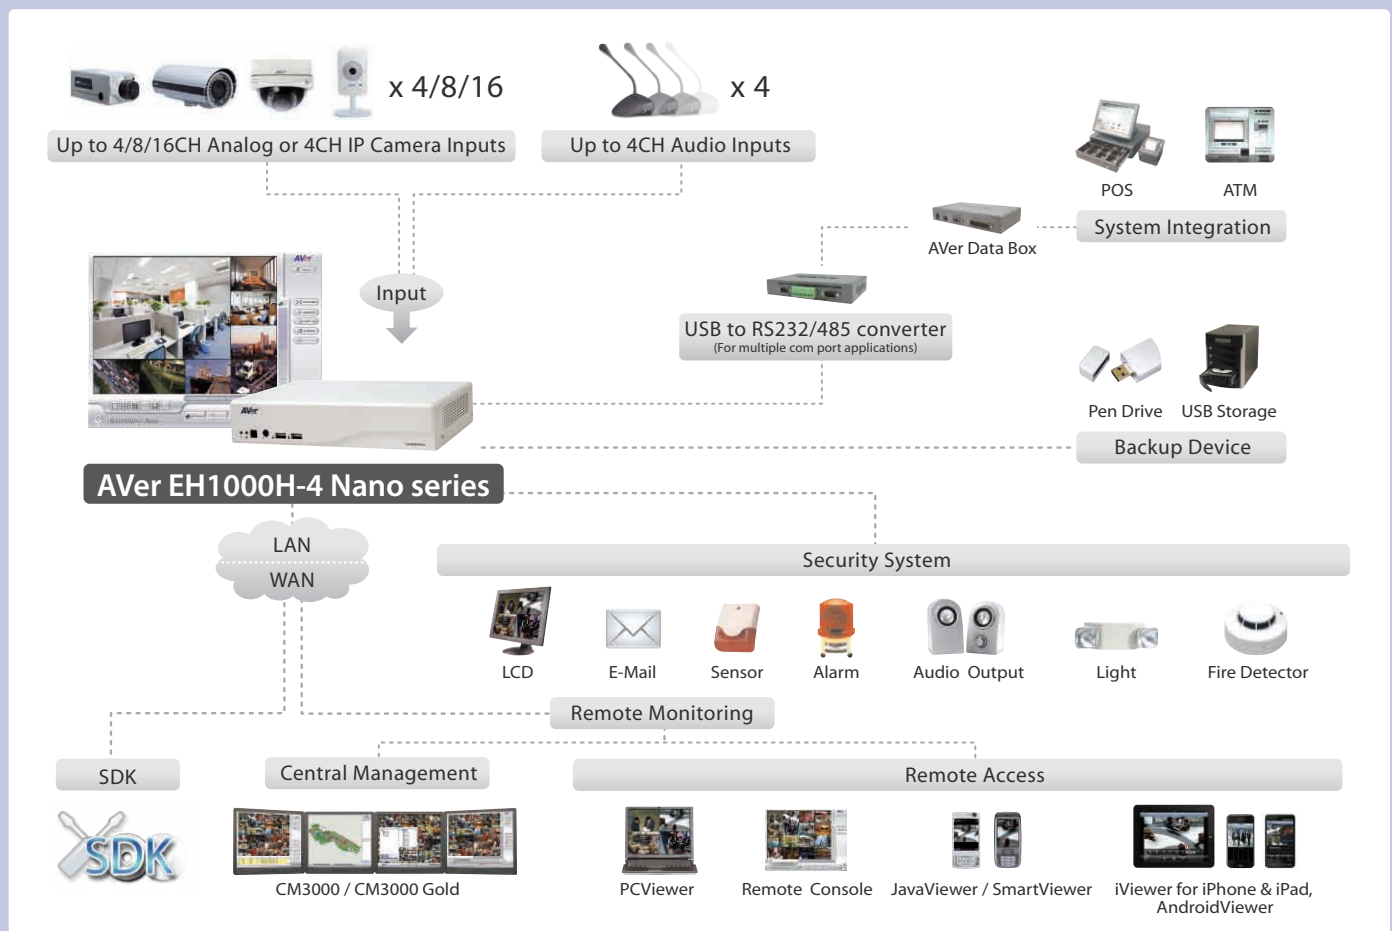 x 4/8/16
x 4
Up to 4/8/16CH Analog or 4CH IP Camera Inputs
Up to 4CH Audio Inputs
POS
ATM
System Integration
AVer Data Box
AVer
Input
USB to RS232/485 converter
(For multiple com port applications)
Pen Drive
USB Storage
AVer
Backup Device
AVer EH1000H-4 Nano series
LAN
WAN
Security System
LCD
E-Mail
Sensor
Alarm
Audio Output
Light
Fire Detector
Remote Monitoring
SDK
Central Management
Remote Access
SDK
CM3000 / CM3000 Gold
PCViewer
Remote Console
JavaViewer / SmartViewer
iViewer for iPhone & iPad,
AndroidViewer